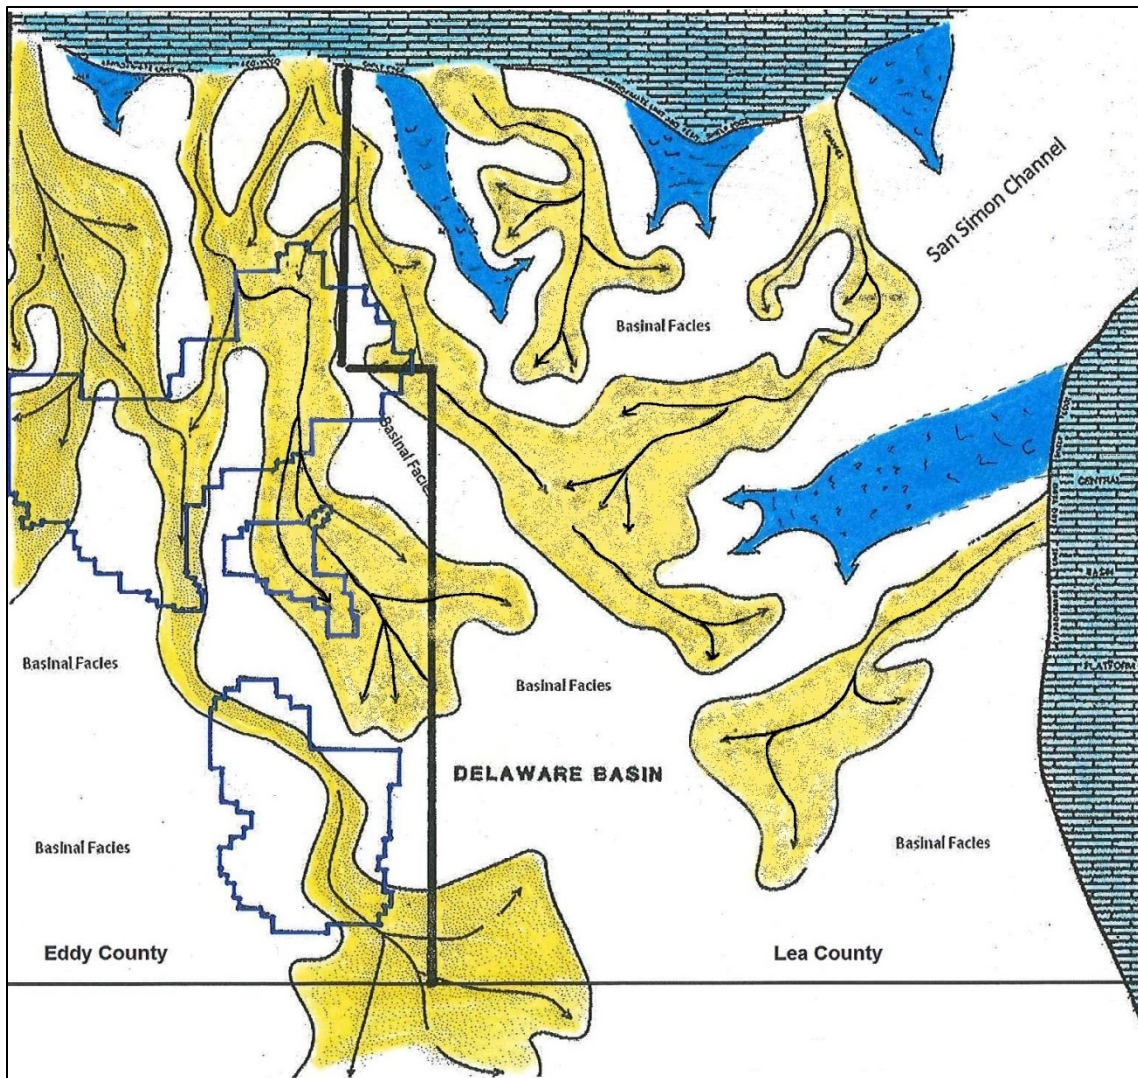 San Simon Channel
Basinal Facies
Basinal Facies
CENTRAL
BASIN
PLATFORM
Basinal Facies
Basinal Facies
DELAWARE BASIN
Basinal Facies
Basinal Facies
Eddy County
Lea County